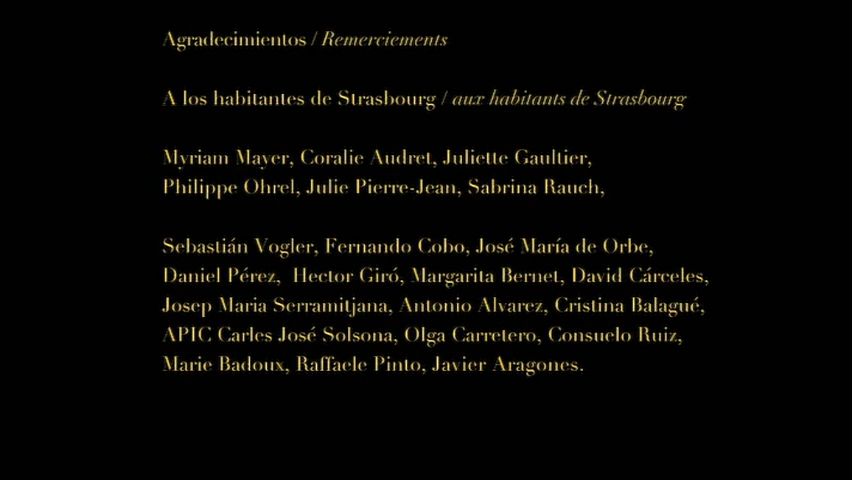 Agradecimientos / Remerciements
A los habitantes de Strasbourg / aux habitants de Strasbourg
Myriam Mayer, Coralie Audret, Juliette Gaultier,
Philippe Ohrel, Julie Pierre-Jean, Sabrina Rauch,
Sebastián Vogler, Fernando Cobo, José María de Orbe,
Daniel Pérez, Hector Giró, Margarita Bernet, David Cárceles,
Josep Maria Serramitjana, Antonio Alvarez, Cristina Balagué,
APIC Carles José Solsona, Olga Carretero, Consuelo Ruiz,
Marie Badoux, Raffaele Pinto, Javier Aragones.